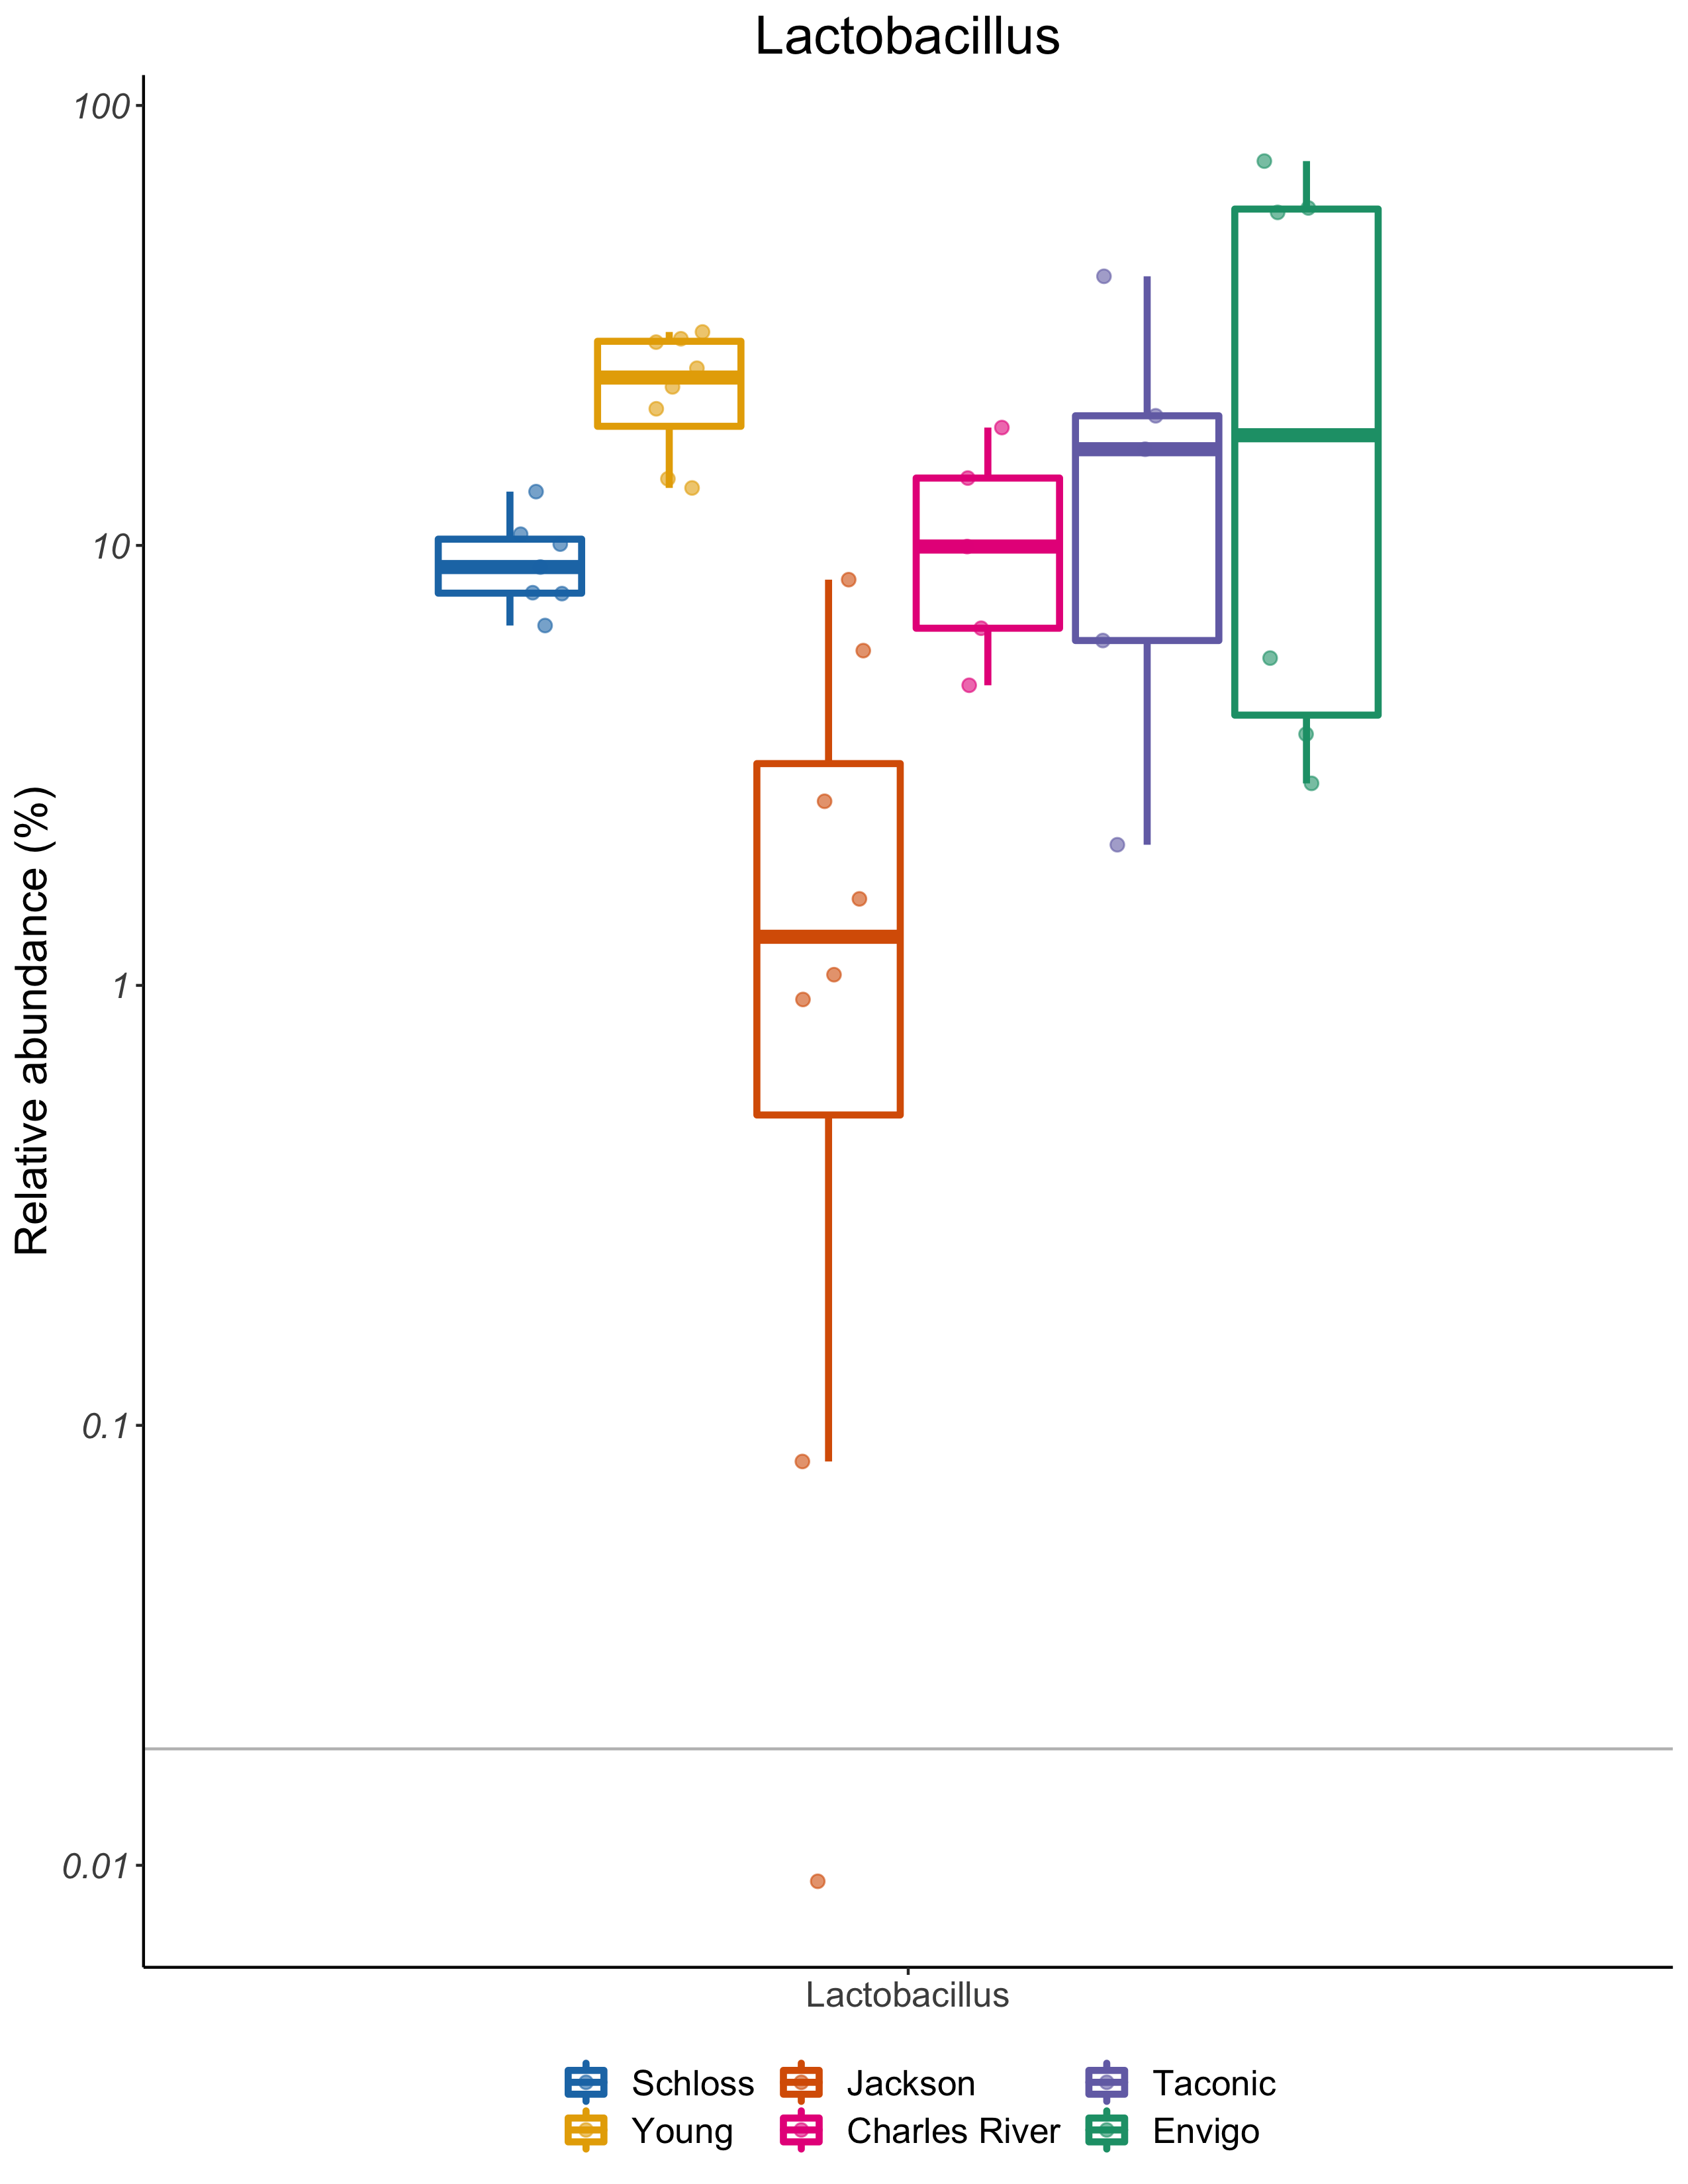 Lactobacillus
Relative abundance (%)
100
10
1
0.1
0.01
Lactobacillus
Schloss Jackson Taconic
Young Charles River Envigo